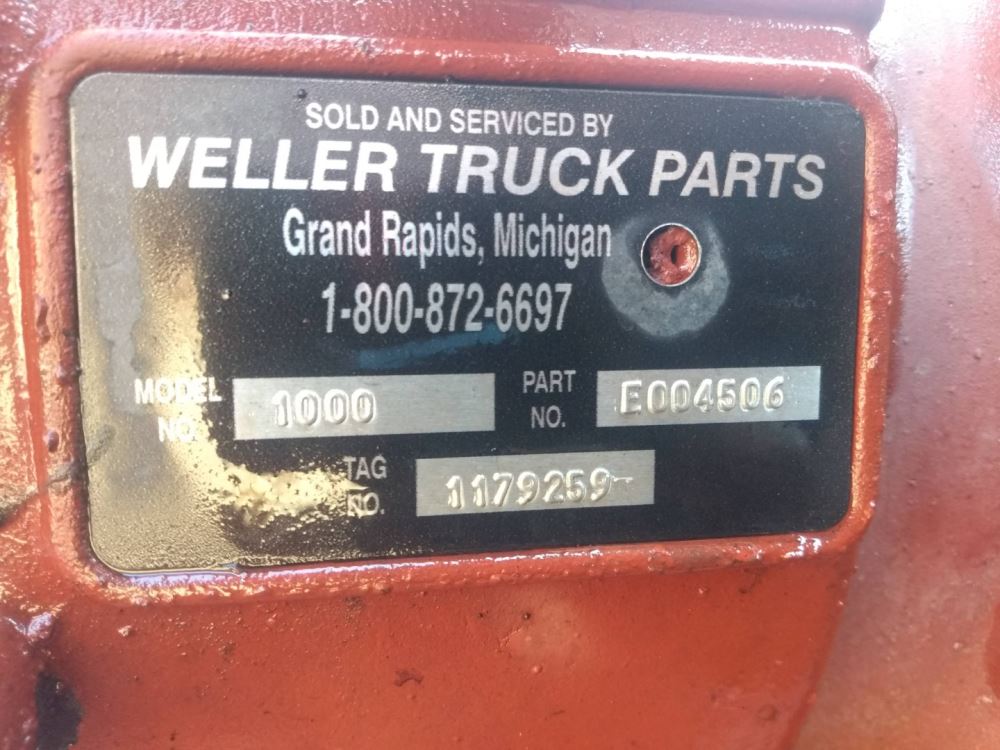 SOLD AND SERVICED BY
WELLER TRUCK PARTS
Grand Rapids, Michigan
1-800-872-6697
MODEL NO. 1000
PART NO. E004506
TAG NO. 1179259